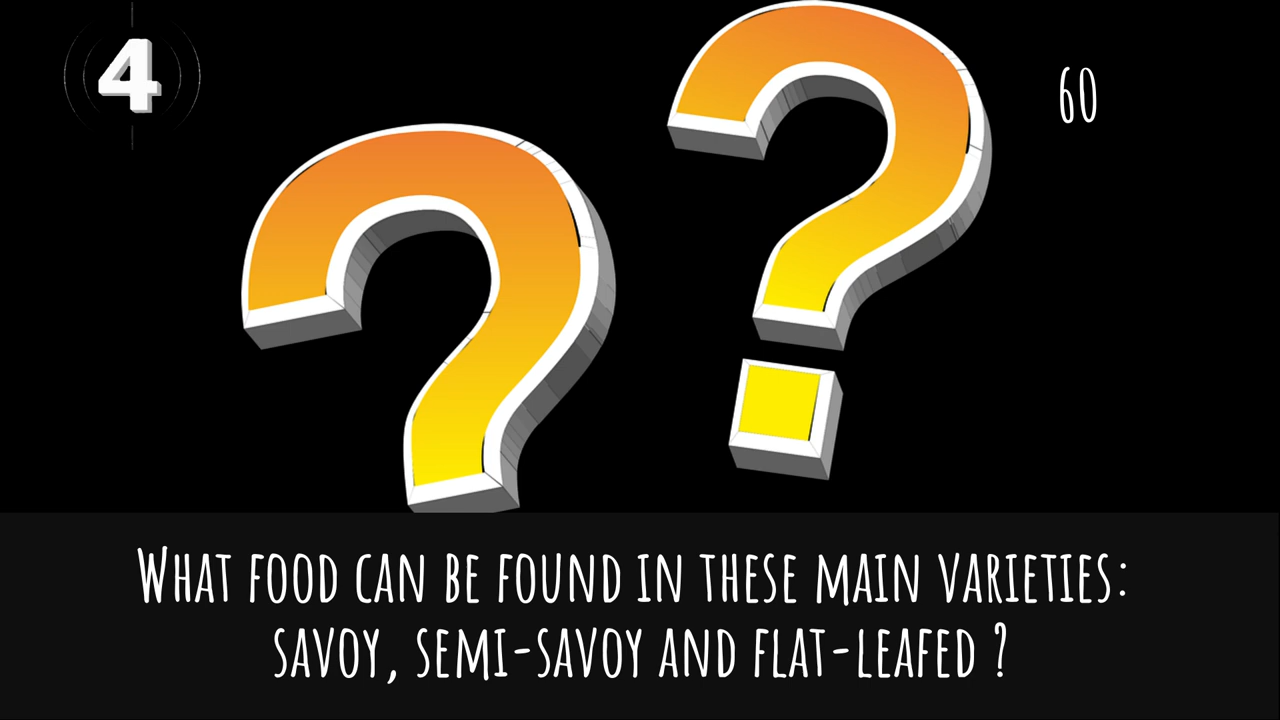 4
60
What food can be found in these main varieties:
savoy, semi-savoy and flat-leafed ?